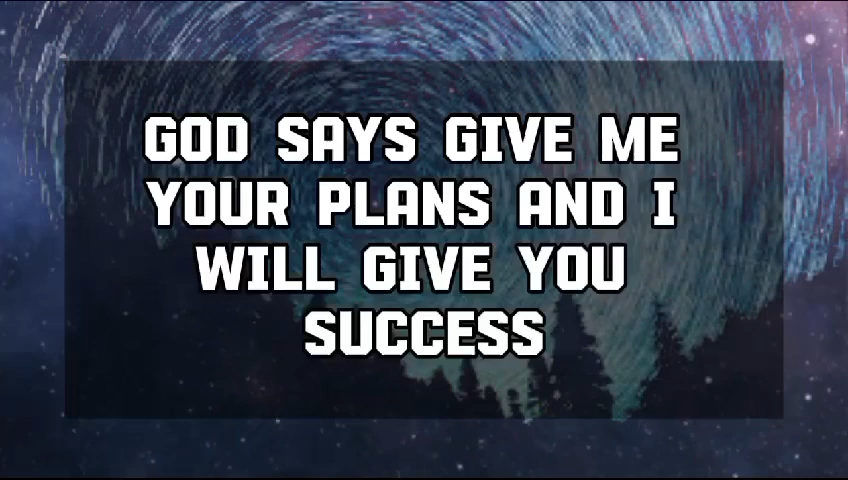 GOD SAYS GIVE ME
YOUR PLANS AND I
WILL GIVE YOU
SUCCESS